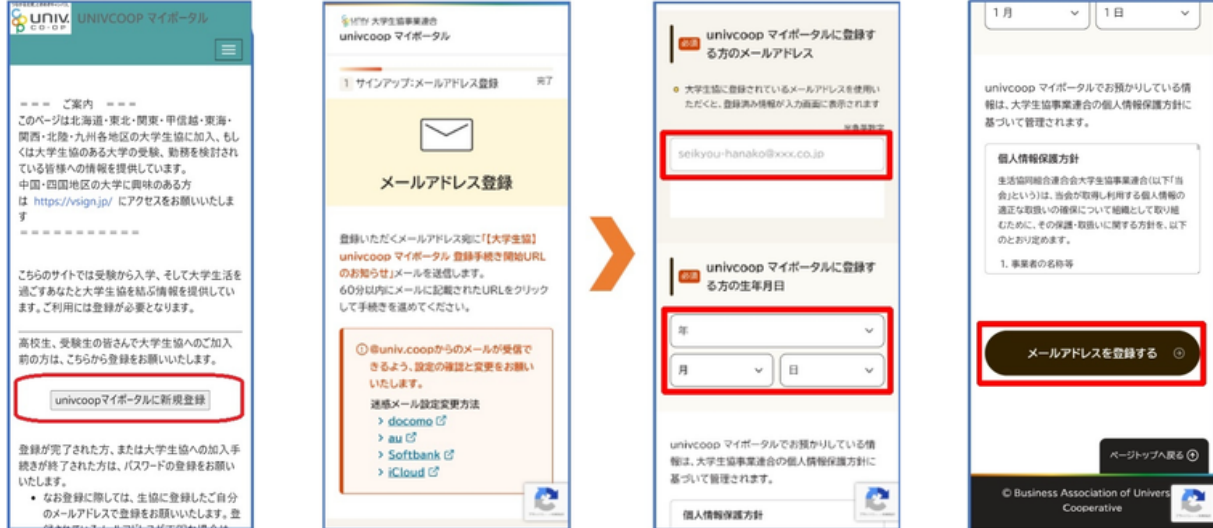 UNIV.
CO-OP
UNIVCOOP マイポータル
=== ご案内 ===
このページは北海道・東北・関東・甲信越・東海・
関西・北陸・九州各地区の大学生協に加入、もし
くは大学生協のある大学の受験、勤務を検討され
ている皆様への情報を提供しています。
中国・四国地区の大学に興味のある方
は https://vsign.jp/ にアクセスをお願いいたしま
す
===========
こちらのサイトでは受験から入学、そして大学生活を
過ごすあなたと大学生協を結ぶ情報を提供してい
ます。ご利用には登録が必要となります。
高校生、受験生の皆さんで大学生協へのご加入
前の方は、こちらから登録をお願いいたします。
univcoopマイポータルに新規登録
登録が完了された方、または大学生協への加入手
続きが終了された方は、パスワードの登録をお願い
いたします。
• なお登録に際しては、生協に登録したご自分
のメールアドレスで登録をお願いいたします。登
大学生協事業連合
univcoop マイポータル
1 サインアップ:メールアドレス登録 完了
メールアドレス登録
登録いただくメールアドレス宛に「【大学生協】
univcoop マイポータル 登録手続き開始URL
のお知らせ」メールを送信します。
60分以内にメールに記載されたURLをクリック
して手続きを進めてください。
@univ.coopからのメールが受信で
きるよう、設定の確認と変更をお願い
いたします。
迷惑メール設定変更方法
> docomo
> au
> Softbank
> iCloud
必須 univcoop マイポータルに登録す
る方のメールアドレス
大学生協に登録されているメールアドレスを使用い
ただくと、登録済み情報が入力画面に表示されます
半角英数字
seikyou-hanako@xxx.co.jp
必須 univcoop マイポータルに登録す
る方の生年月日
年
月 日
univcoop マイポータルでお預かりしている情
報は、大学生協事業連合の個人情報保護方針に
基づいて管理されます。
個人情報保護方針
1月 1日
univcoop マイポータルでお預かりしている情
報は、大学生協事業連合の個人情報保護方針に
基づいて管理されます。
個人情報保護方針
生活協同組合連合会大学生協事業連合(以下「当
会」という)は、当会が取得し利用する個人情報の
適正な取扱いの確保について組織として取り組
むために、その保護・取扱いに関する方針を、以下
のとおり定めます。
1. 事業者の名称等
メールアドレスを登録する
ページトップへ戻る
© Business Association of Univers
Cooperative